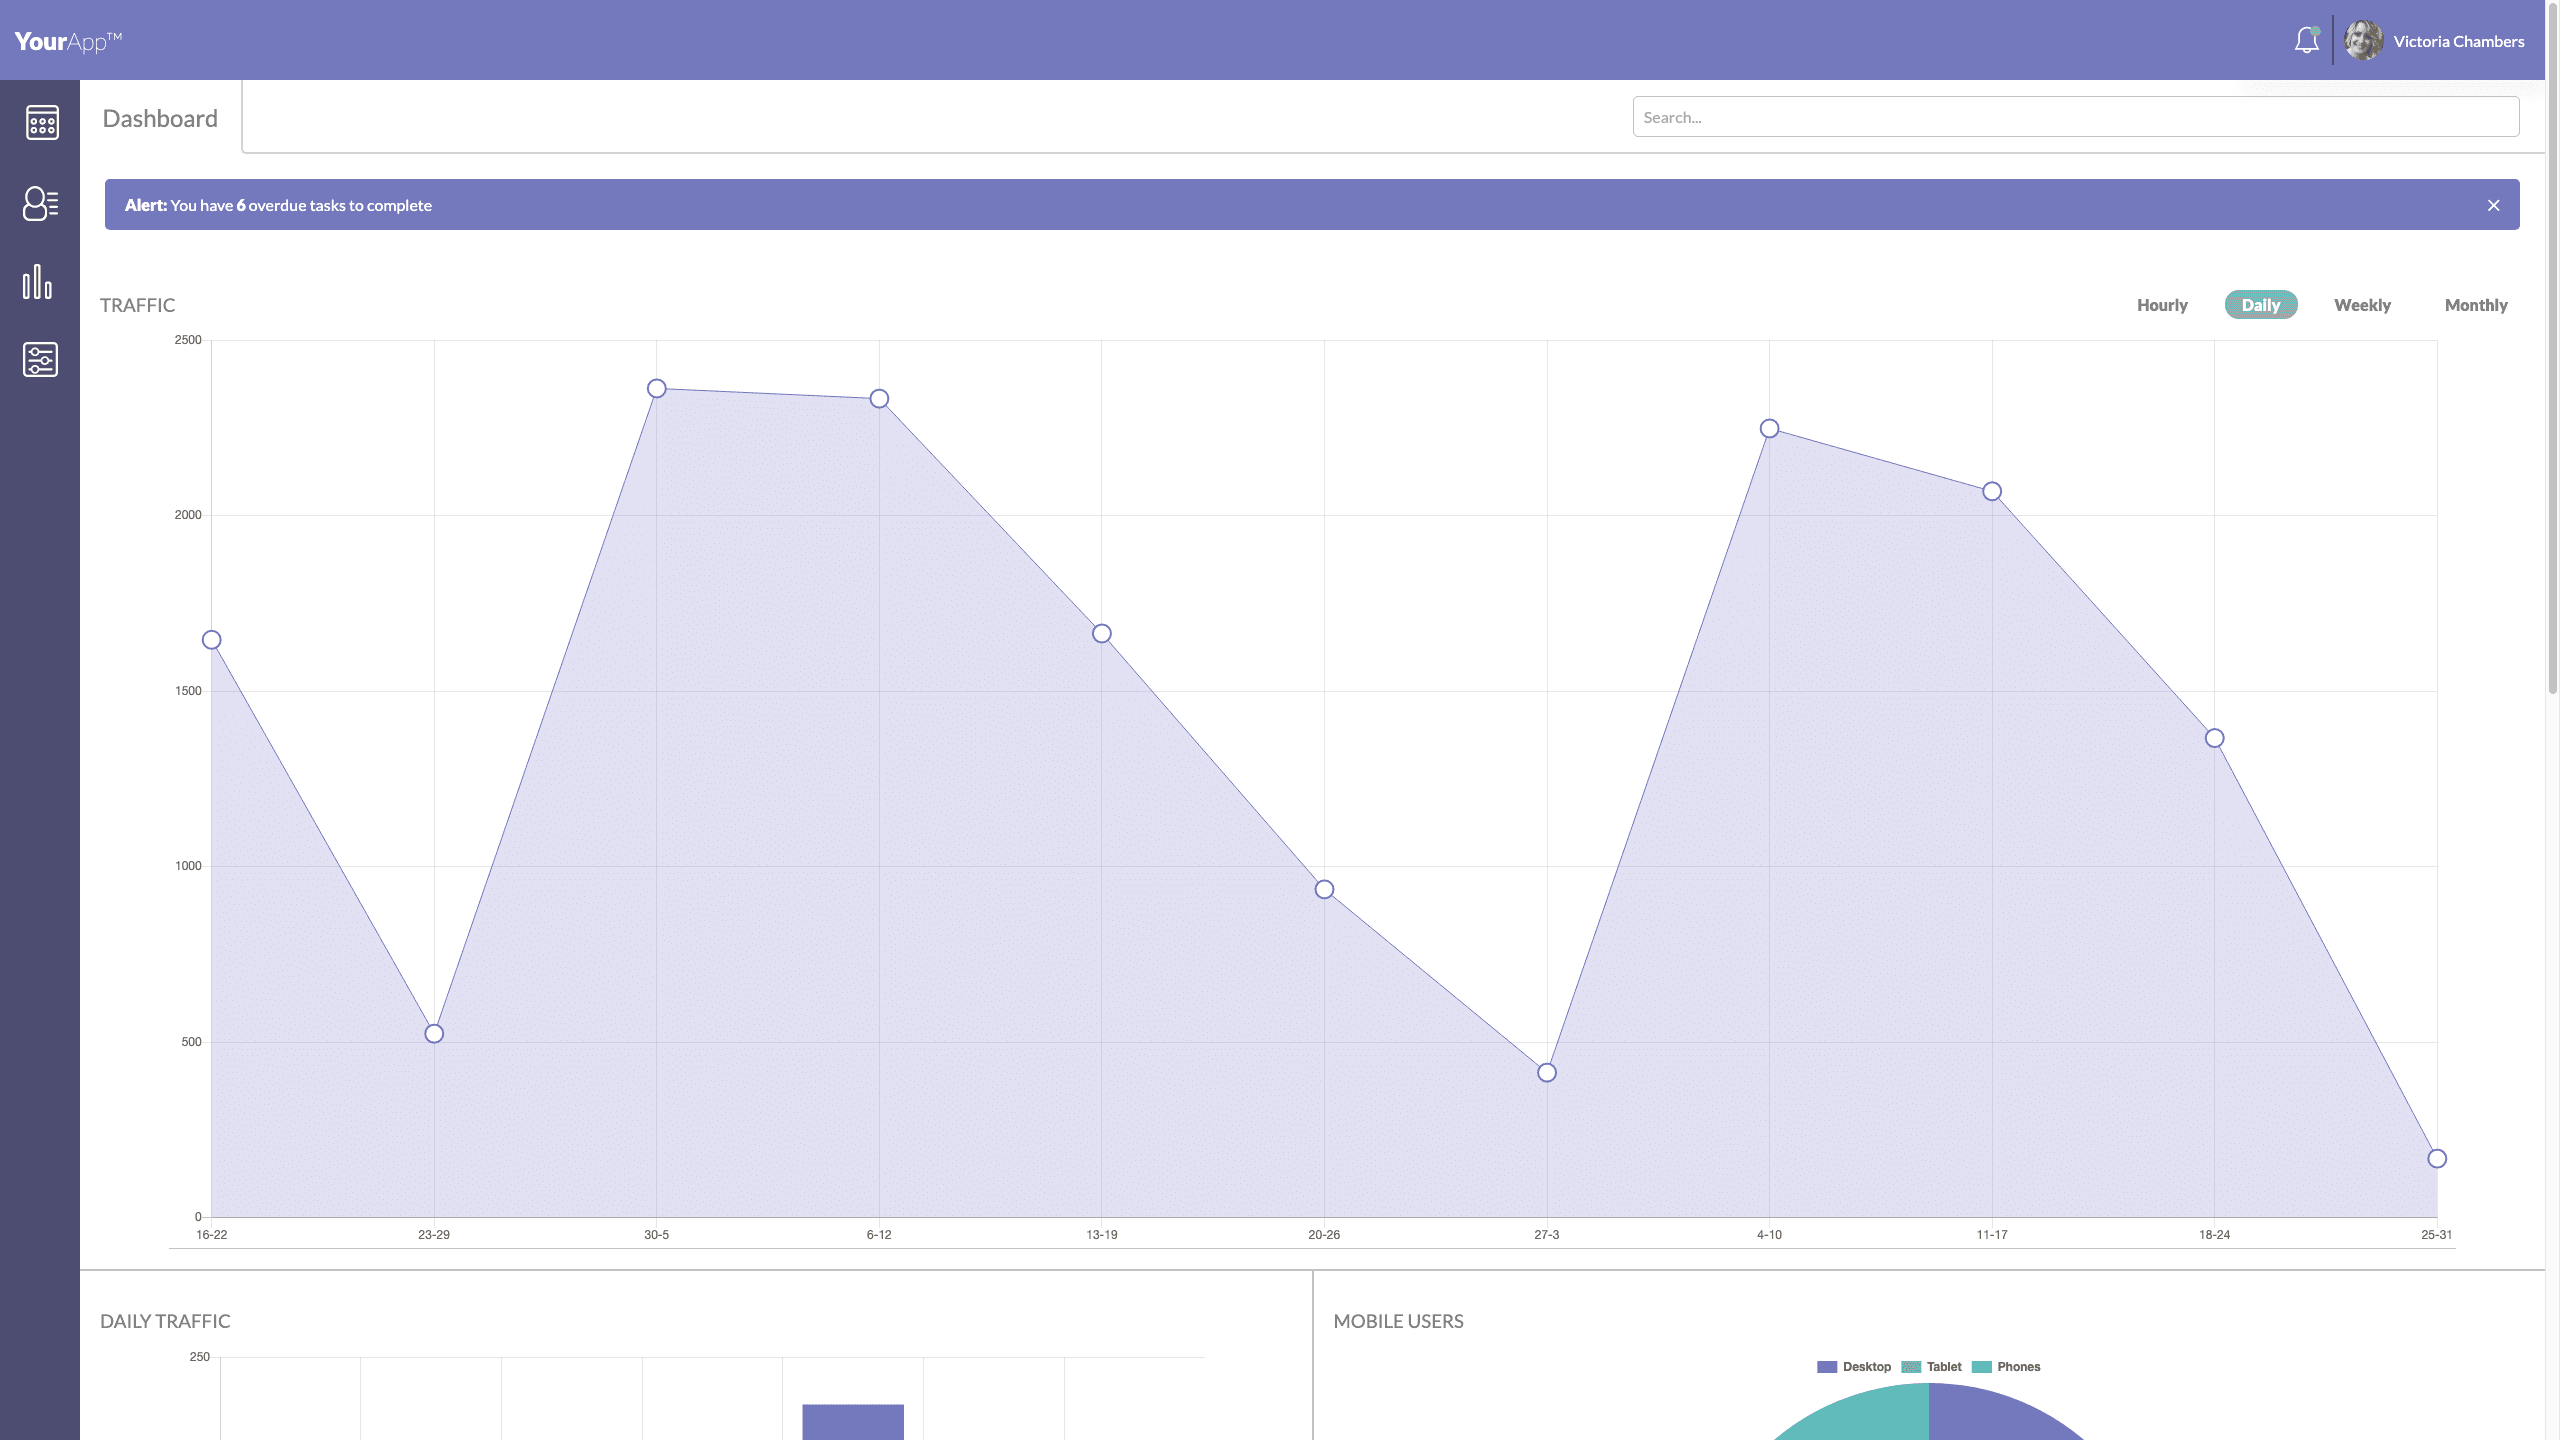 YourApp™
Victoria Chambers
Dashboard
Search...
Alert: You have 6 overdue tasks to complete
TRAFFIC
Hourly Daily Weekly Monthly
2500
2000
1500
1000
500
0
16-22 23-29 30-5 6-12 13-19 20-26 27-3 4-10 11-17 18-24 25-31
DAILY TRAFFIC
250
MOBILE USERS
Desktop Tablet Phones